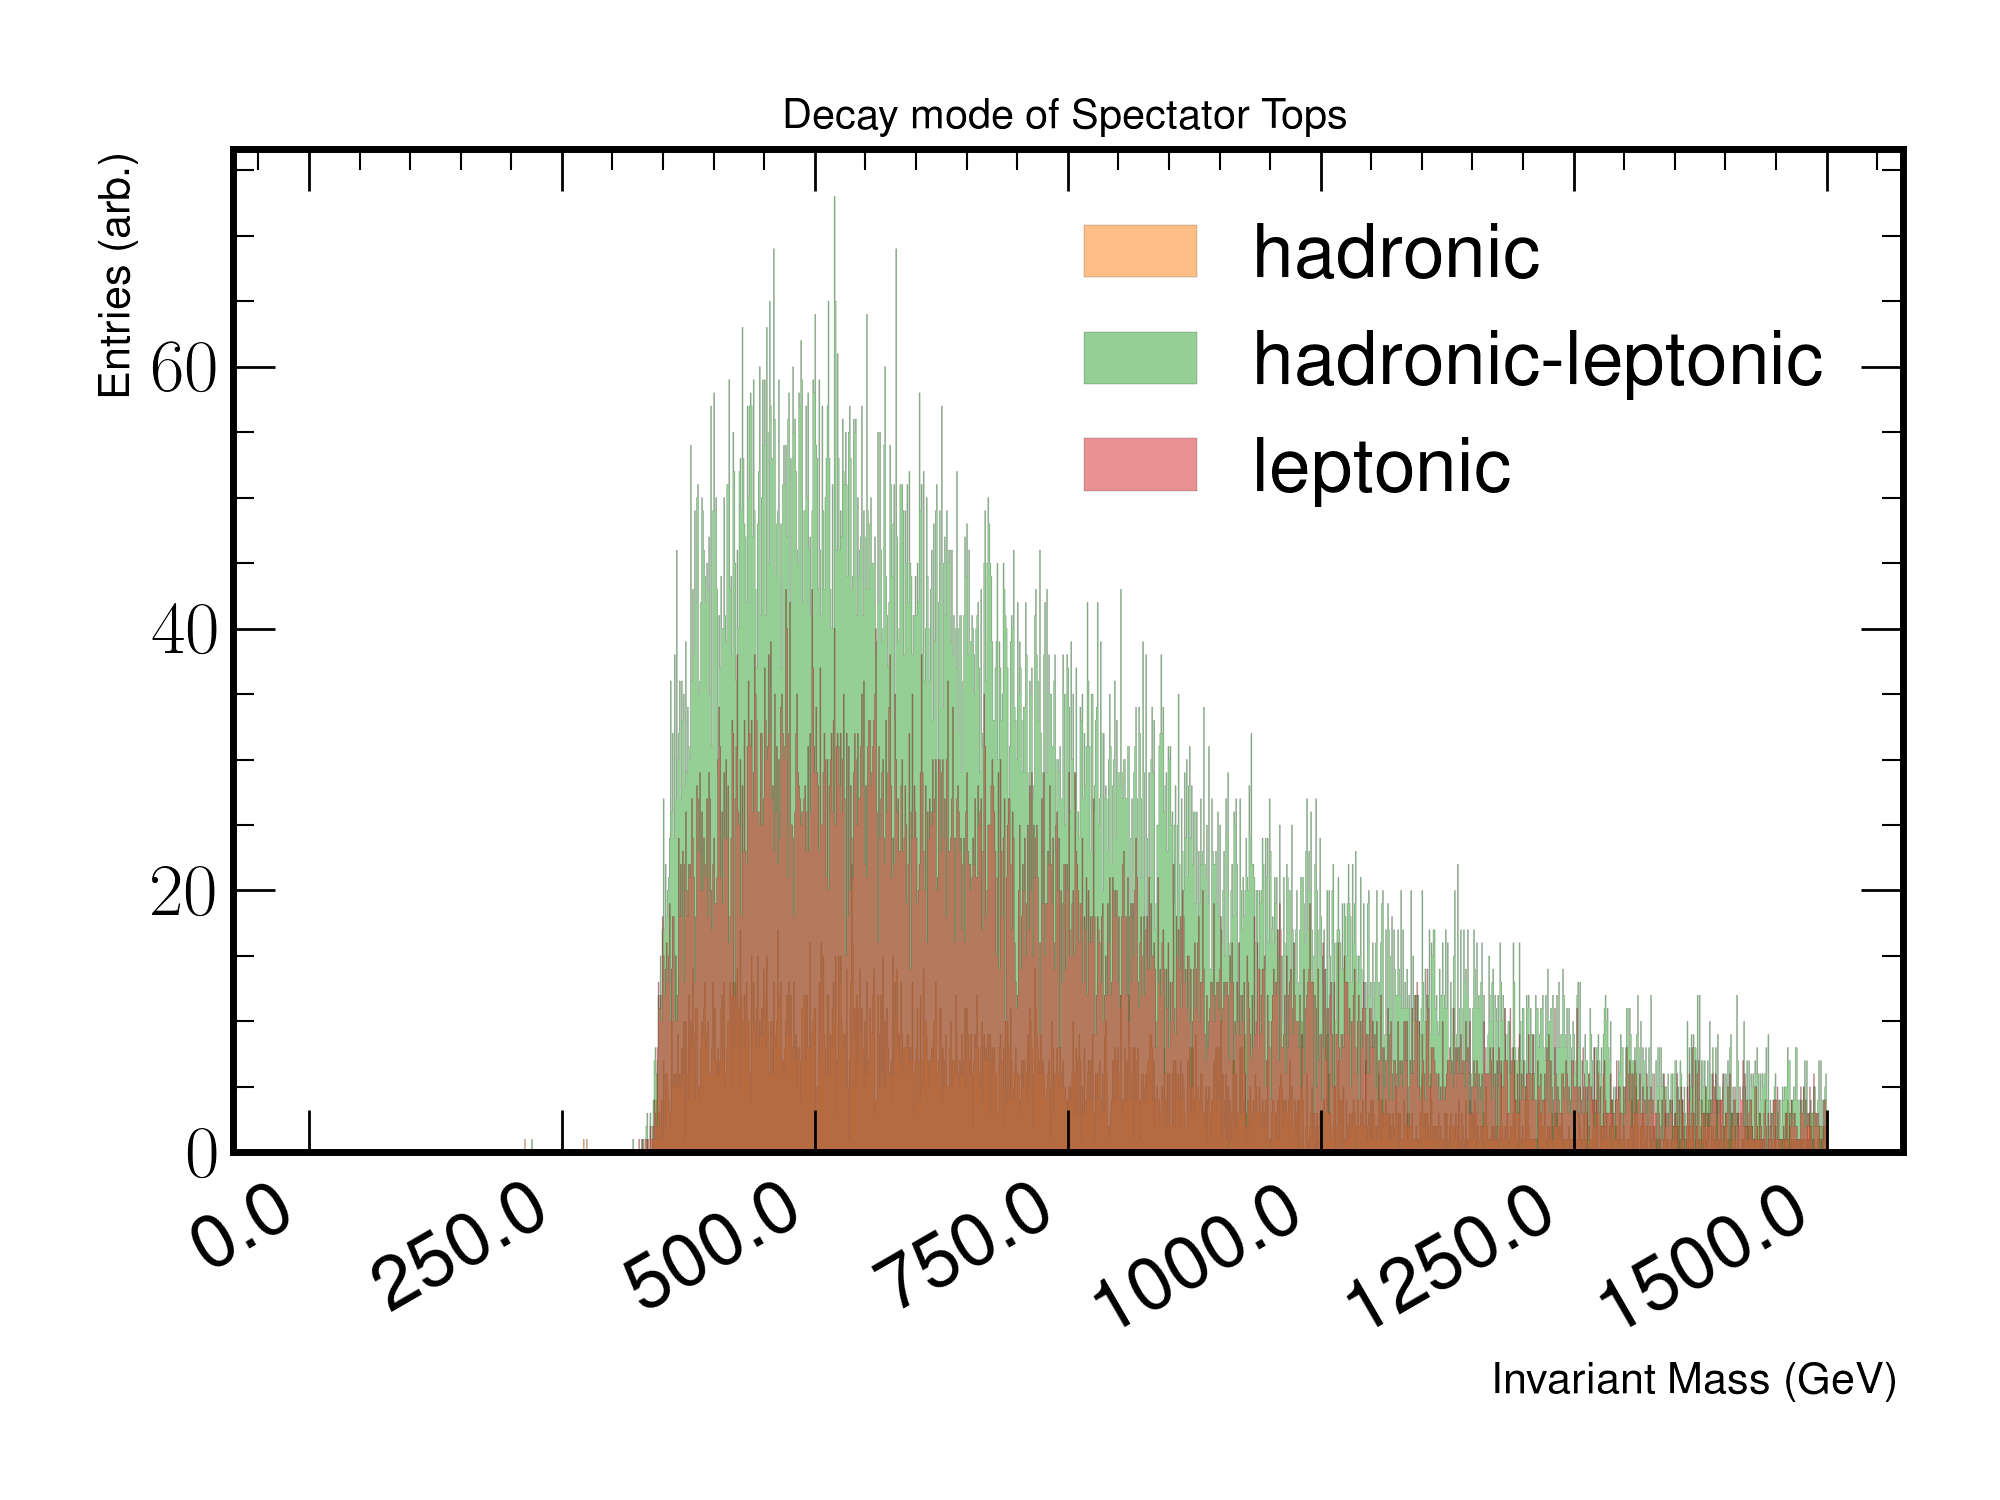 Decay mode of Spectator Tops
Entries (arb.)
hadronic
hadronic-leptonic
leptonic
60
40
20
0
0.0
250.0
500.0
750.0
1000.0
1250.0
1500.0
Invariant Mass (GeV)